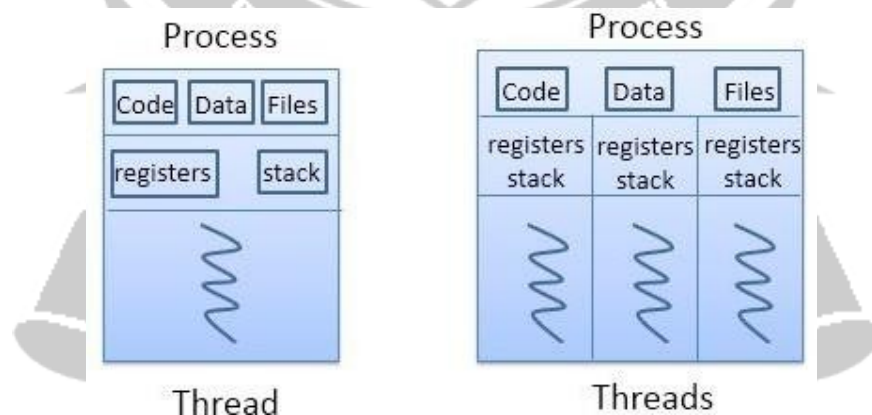 Process
Code Data Files
registers stack
Thread
Process
Code Data Files
registers registers registers
stack stack stack
Threads